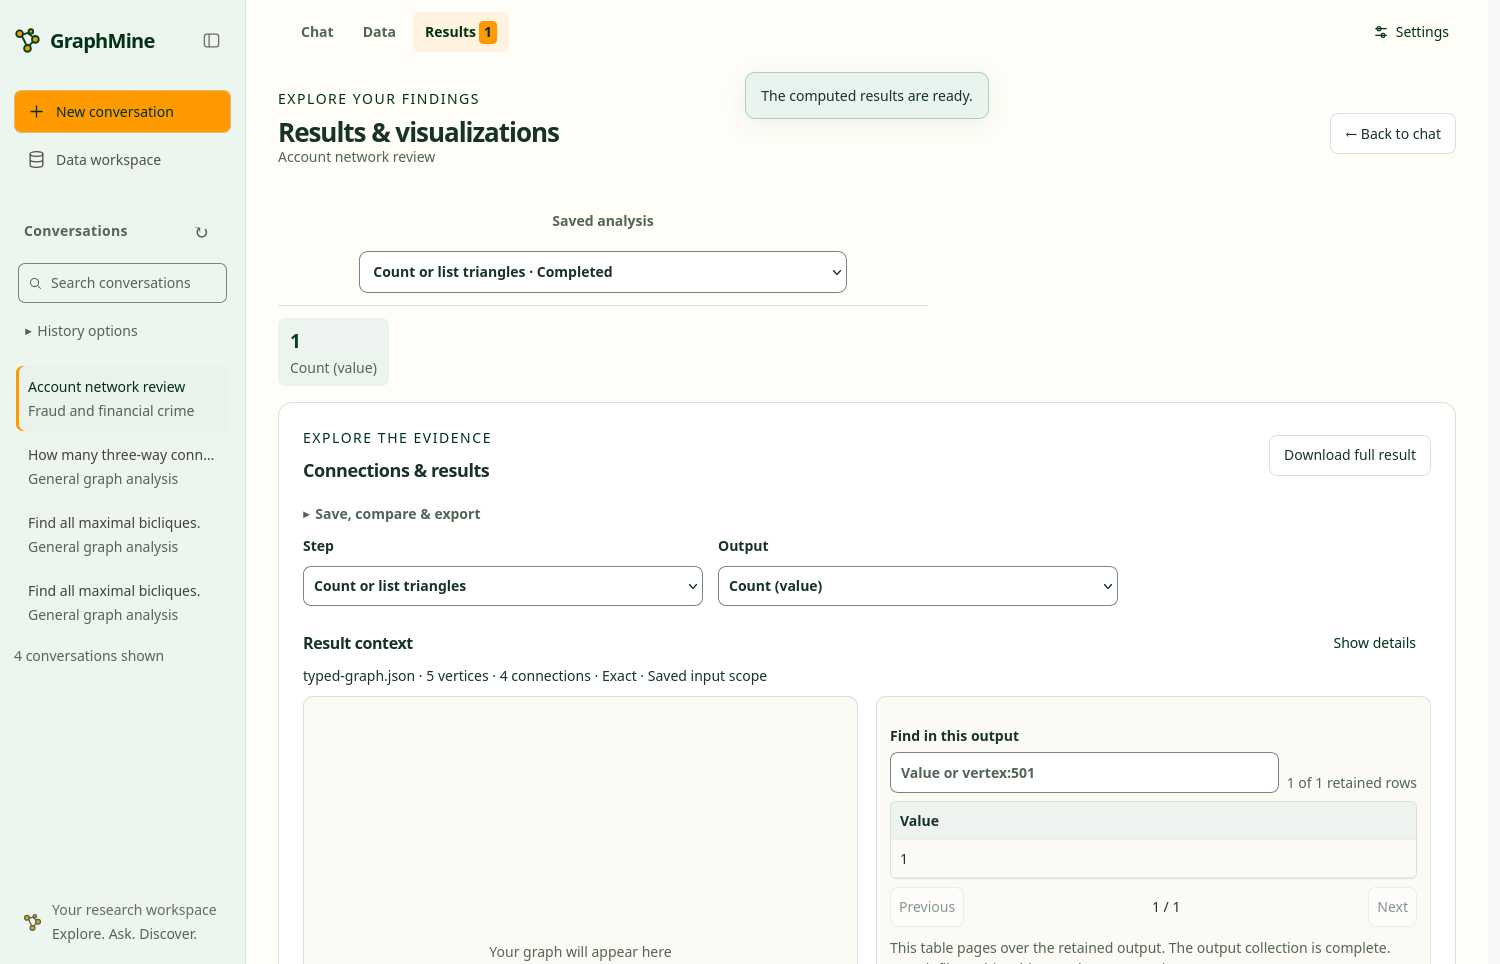 GraphMine
New conversation
Data workspace
Conversations
Search conversations
History options
Account network review
Fraud and financial crime
How many three-way conn...
General graph analysis
Find all maximal bicliques.
General graph analysis
Find all maximal bicliques.
General graph analysis
4 conversations shown
Your research workspace
Explore. Ask. Discover.
Chat
Data
Results 1
Settings
The computed results are ready.
EXPLORE YOUR FINDINGS
Results & visualizations
Account network review
← Back to chat
Saved analysis
Count or list triangles · Completed
1
Count (value)
EXPLORE THE EVIDENCE
Connections & results
Download full result
Save, compare & export
Step
Output
Count or list triangles
Count (value)
Result context
Show details
typed-graph.json · 5 vertices · 4 connections · Exact · Saved input scope
Your graph will appear here
Find in this output
Value or vertex:501
1 of 1 retained rows
Value
1
Previous
1 / 1
Next
This table pages over the retained output. The output collection is complete.